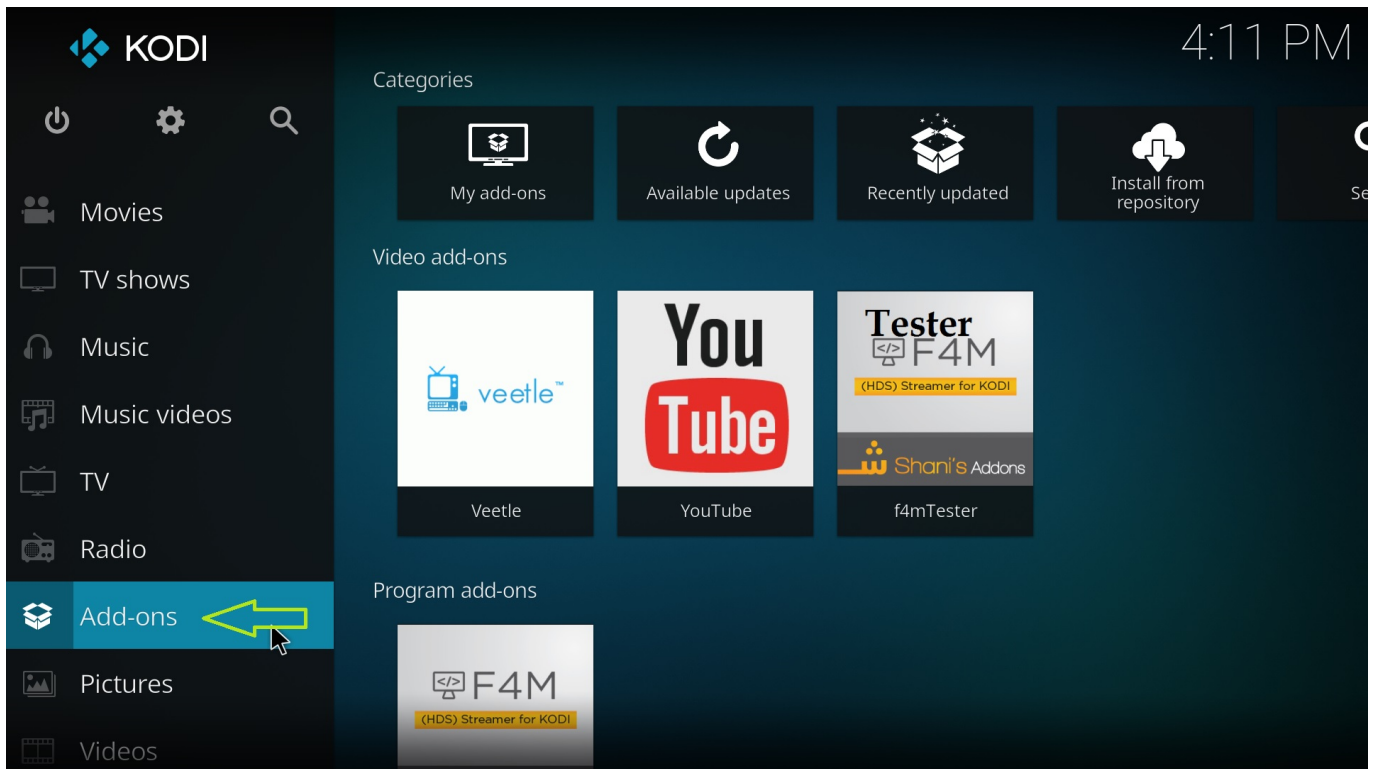 KODI
4:11 PM
Categories
My add-ons
Available updates
Recently updated
Install from
repository
Movies
TV shows
Music
Music videos
TV
Radio
Add-ons
Pictures
Videos
Video add-ons
veetle™
Veetle
You
Tube
YouTube
Tester
F4M
(HDS) Streamer for KODI
ش Shani's Addons
f4mTester
Program add-ons
F4M
(HDS) Streamer for KODI